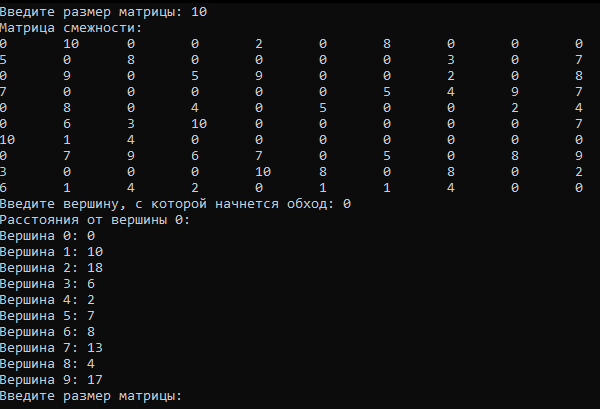 Введите размер матрицы: 10
Матрица смежности:
0 10 0 0 2 0 8 0 0 0
5 0 8 0 0 0 0 3 0 7
0 9 0 5 9 0 0 2 0 8
7 0 0 0 0 0 5 4 9 7
0 8 0 4 0 5 0 0 2 4
0 6 3 10 0 0 0 0 0 7
10 1 4 0 0 0 0 0 0 0
0 7 9 6 7 0 5 0 8 9
3 0 0 0 10 8 0 8 0 2
6 1 4 2 0 1 1 4 0 0
Введите вершину, с которой начнется обход: 0
Расстояния от вершины 0:
Вершина 0: 0
Вершина 1: 10
Вершина 2: 18
Вершина 3: 6
Вершина 4: 2
Вершина 5: 7
Вершина 6: 8
Вершина 7: 13
Вершина 8: 4
Вершина 9: 17
Введите размер матрицы: